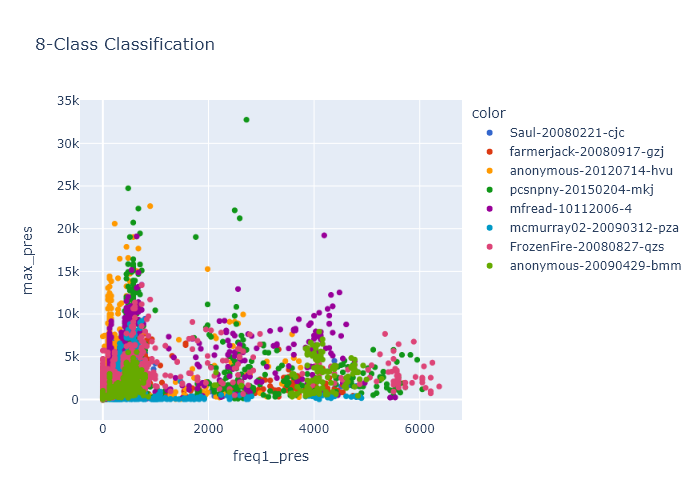 8-Class Classification
color
Saul-20080221-cjc
farmerjack-20080917-gzj
anonymous-20120714-hvu
pcsnpny-20150204-mkj
mfread-10112006-4
mcmurray02-20090312-pza
FrozenFire-20080827-qzs
anonymous-20090429-bmm
max_pres
35k
30k
25k
20k
15k
10k
5k
0
0
2000
4000
6000
freq1_pres